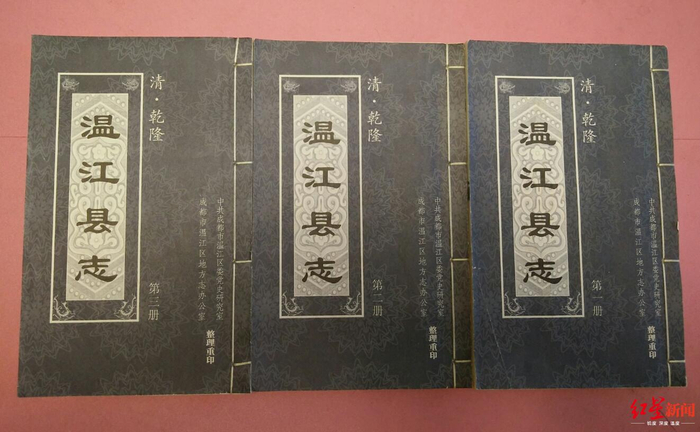 清·乾隆
温江县志
第三册
中共成都市温江区委党史研究室
成都市温江区地方志办公室
整理重印
清·乾隆
温江县志
第二册
中共成都市温江区委党史研究室
成都市温江区地方志办公室
整理重印
清·乾隆
温江县志
第一册
中共成都市温江区委党史研究室
成都市温江区地方志办公室
整理重印
红星新闻
锐度 深度 温度